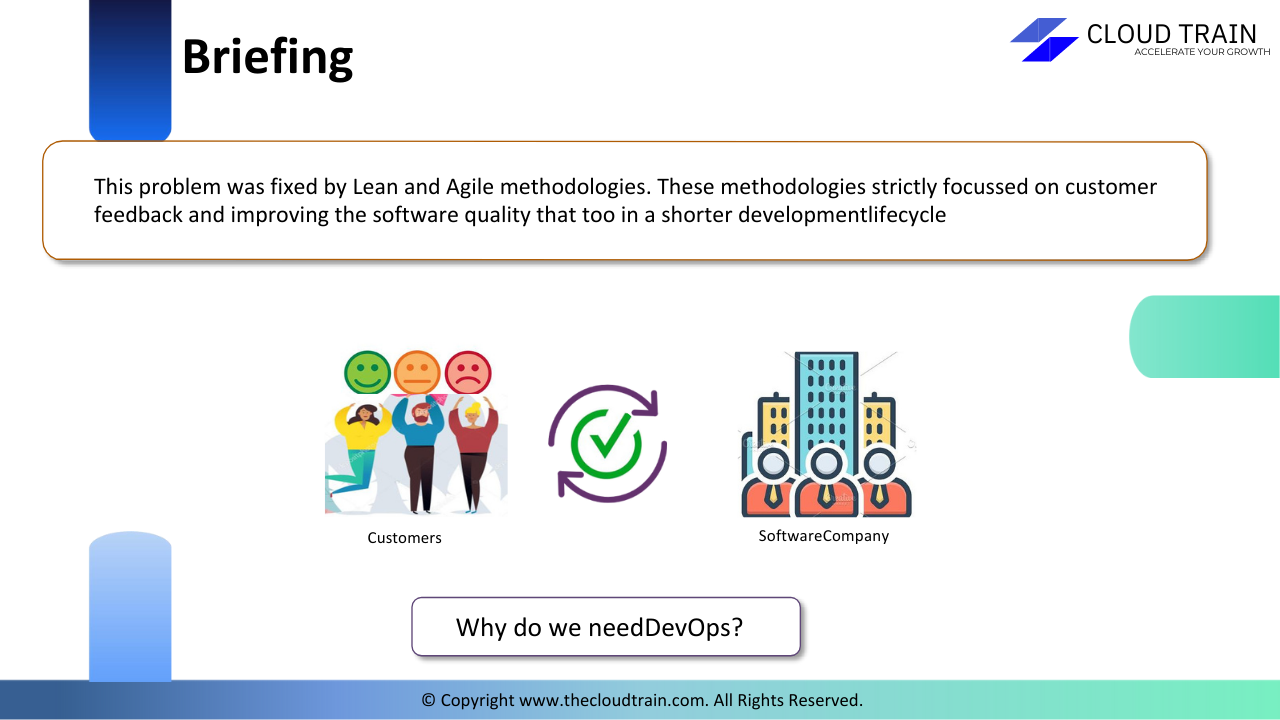 Briefing
CLOUD TRAIN
ACCELERATE YOUR GROWTH
This problem was fixed by Lean and Agile methodologies. These methodologies strictly focussed on customer
feedback and improving the software quality that too in a shorter developmentlifecycle
Customers
SoftwareCompany
Why do we needDevOps?
© Copyright www.thecloudtrain.com. All Rights Reserved.